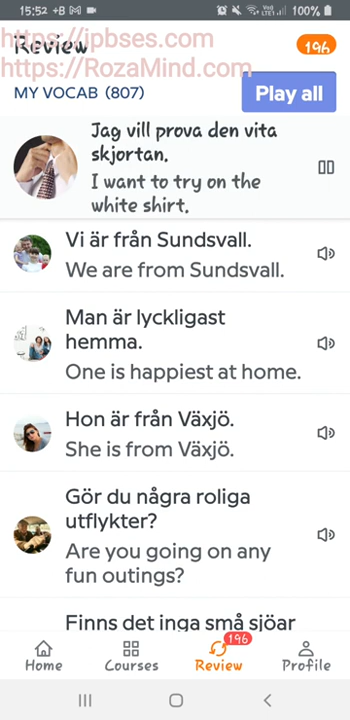 15:52 +B
100%
https://jpbses.com
Review
196
https://RozaMind.com
MY VOCAB (807)
Play all
Jag vill prova den vita
skjortan.
I want to try on the
white shirt.
Vi är från Sundsvall.
We are from Sundsvall.
Man är lyckligast
hemma.
One is happiest at home.
Hon är från Växjö.
She is from Växjö.
Gör du några roliga
utflykter?
Are you going on any
fun outings?
Finns det inga små sjöar
196
Home Courses Review Profile